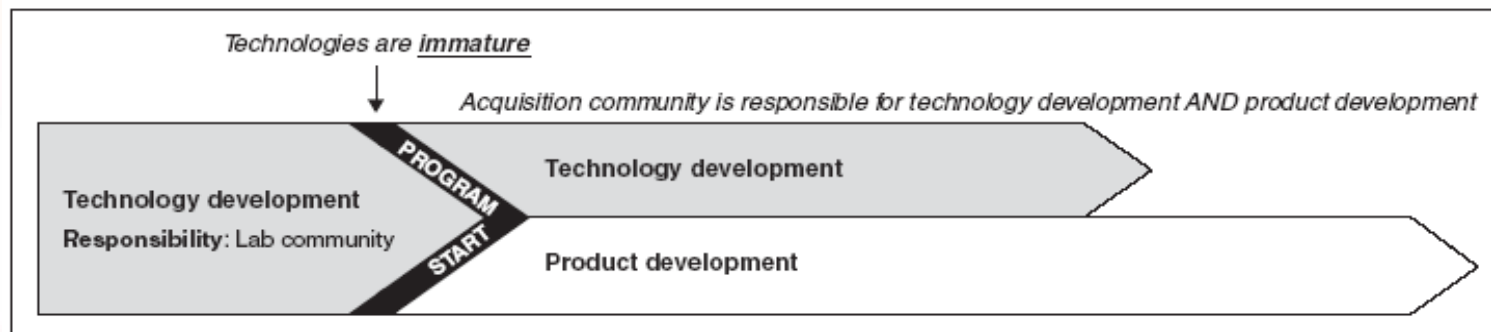 Technologies are immature
Acquisition community is responsible for technology development AND product development
PROGRAM
START
Technology development
Responsibility: Lab community
Technology development
Product development